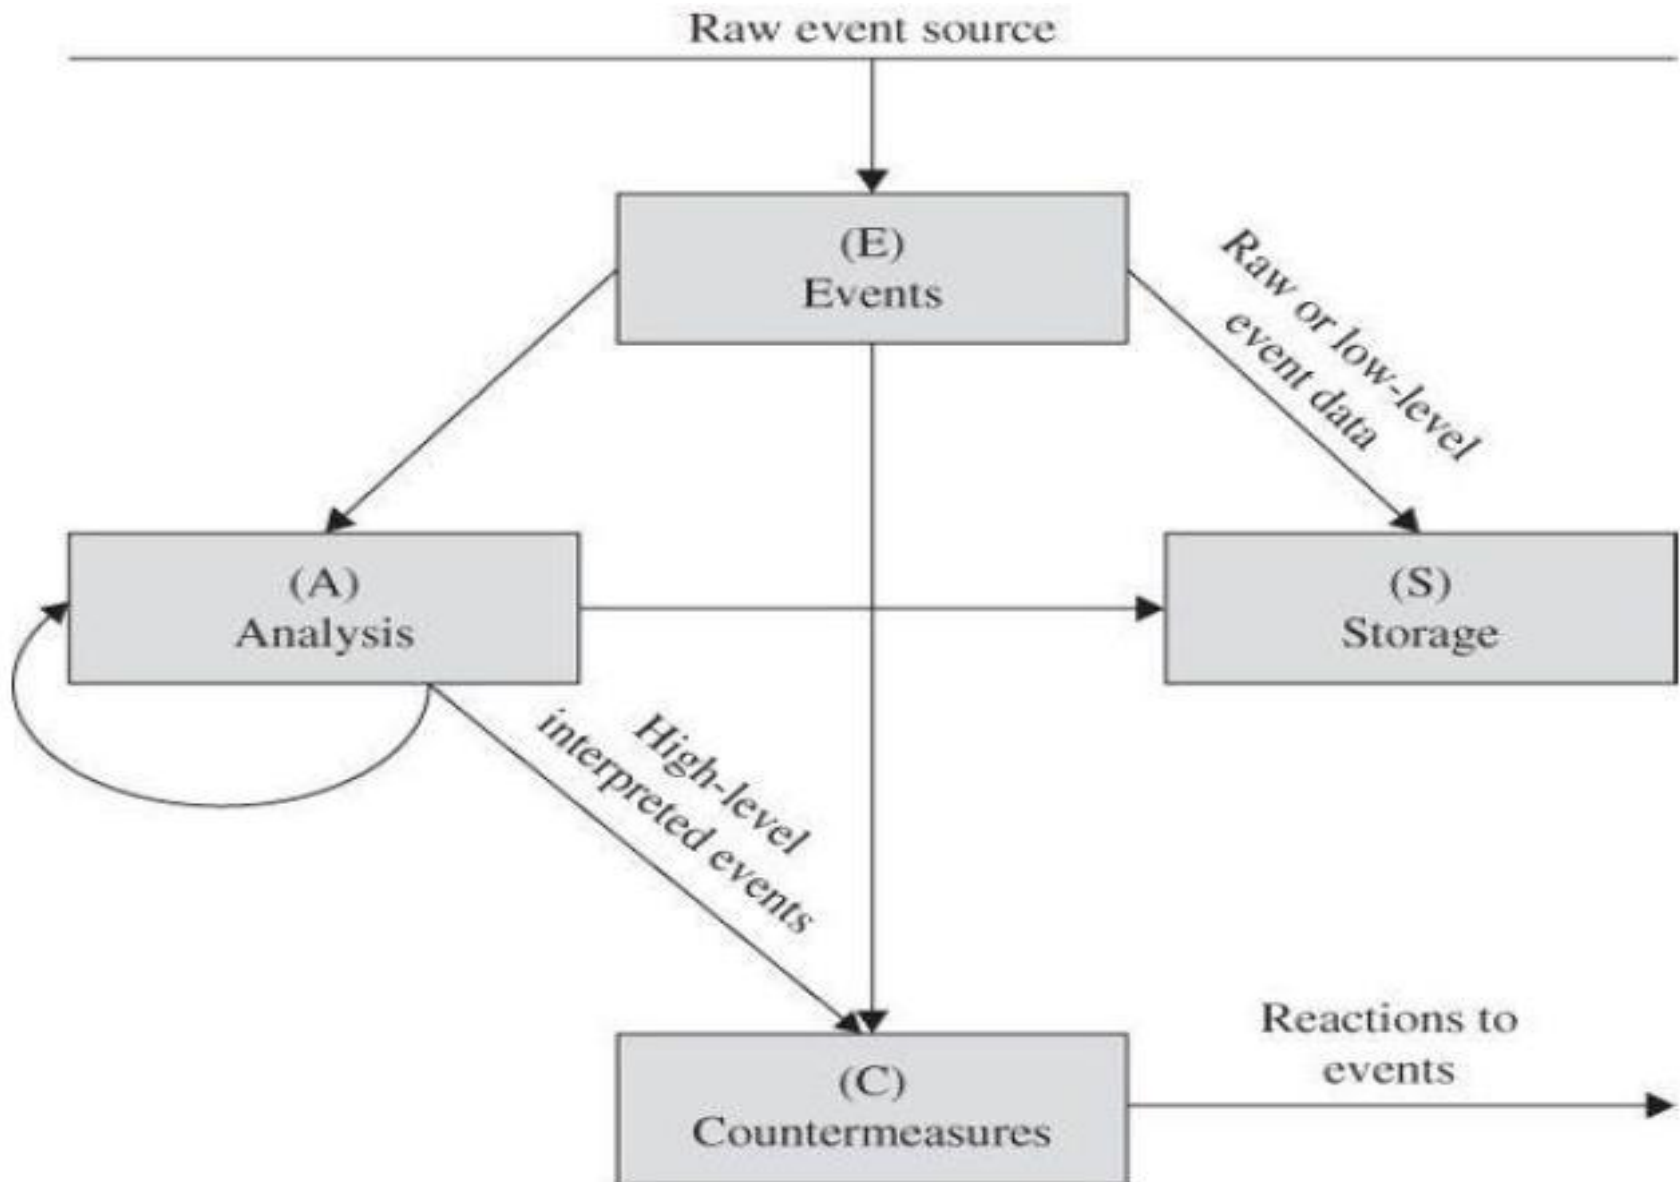 Raw event source
(E)
Events
Raw or low-level
event data
(A)
Analysis
(S)
Storage
High-level
interpreted events
(C)
Countermeasures
Reactions to
events